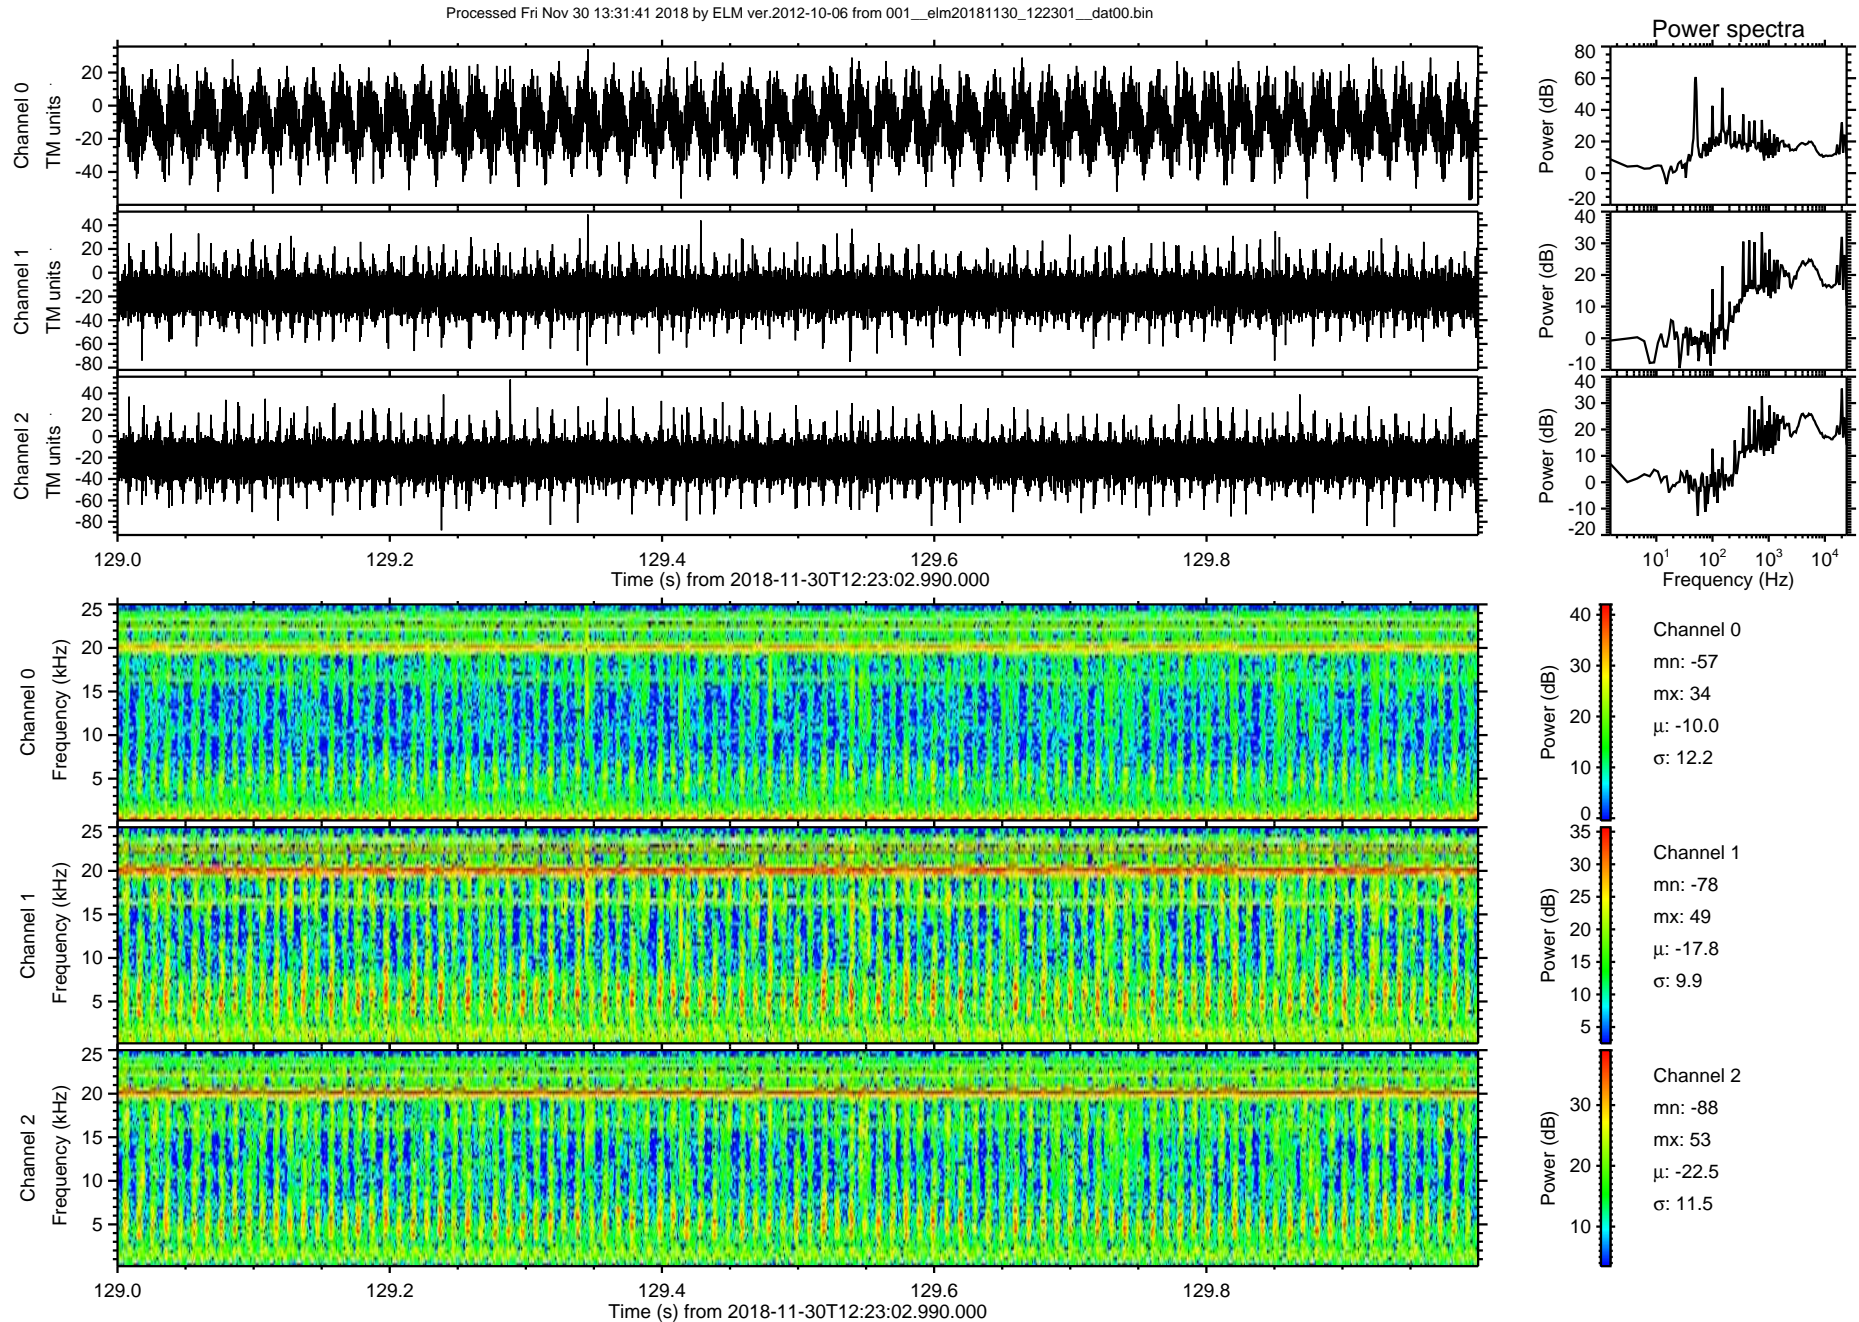 Processed Fri Nov 30 13:31:41 2018 by ELM ver.2012-10-06 from 001__elm20181130_122301__dat00.bin
Power spectra
Channel 0
TM units
20
0
-20
-40
Power (dB)
80
60
40
20
0
-20
Channel 1
TM units
40
20
0
-20
-40
-60
-80
Power (dB)
40
30
20
10
0
-10
Channel 2
TM units
40
20
0
-20
-40
-60
-80
Power (dB)
40
30
20
10
0
-10
-20
129.0 129.2 129.4 129.6 129.8
Time (s) from 2018-11-30T12:23:02.990.000
10^1 10^2 10^3 10^4
Frequency (Hz)
Channel 0
Frequency (kHz)
25
20
15
10
5
Power (dB)
40
30
20
10
0
Channel 0
mn: -57
mx: 34
μ: -10.0
σ: 12.2
Channel 1
Frequency (kHz)
25
20
15
10
5
Power (dB)
35
30
25
20
15
10
5
Channel 1
mn: -78
mx: 49
μ: -17.8
σ: 9.9
Channel 2
Frequency (kHz)
25
20
15
10
5
Power (dB)
30
20
10
Channel 2
mn: -88
mx: 53
μ: -22.5
σ: 11.5
129.0 129.2 129.4 129.6 129.8
Time (s) from 2018-11-30T12:23:02.990.000